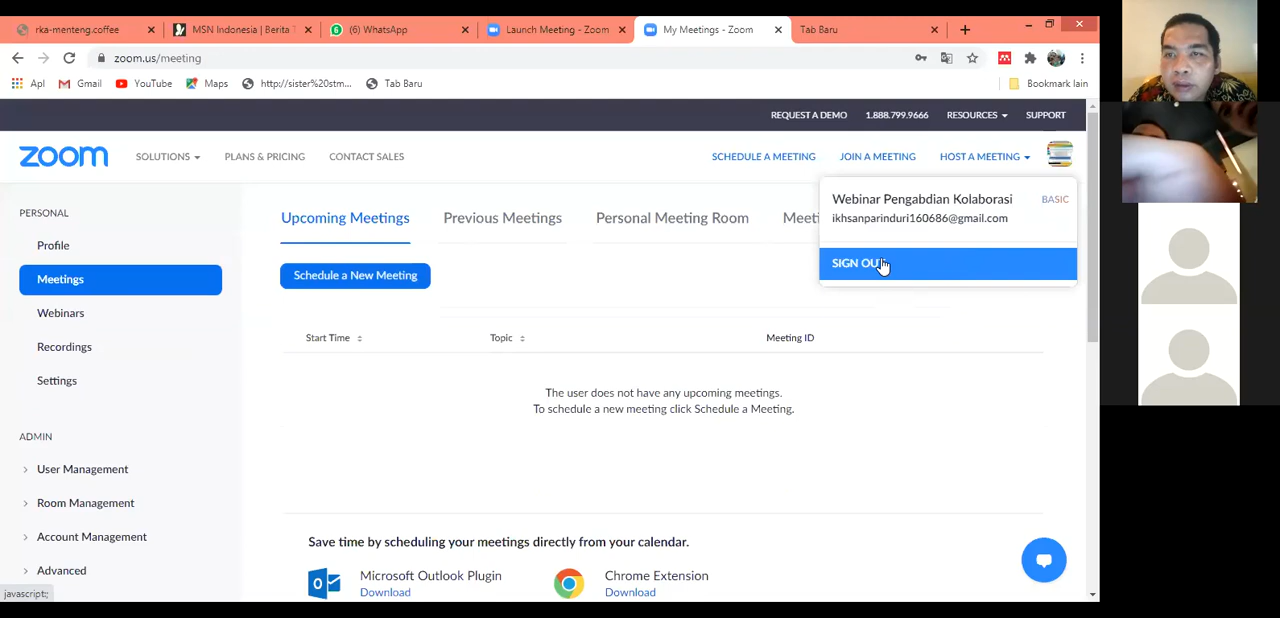 rka-menteng.coffee
MSN Indonesia | Berita T
(6) WhatsApp
Launch Meeting - Zoom
My Meetings - Zoom
Tab Baru
zoom.us/meeting
Apl
Gmail
YouTube
Maps
http://sister%20stm...
Tab Baru
Bookmark lain
REQUEST A DEMO
1.888.799.9666
RESOURCES
SUPPORT
zoom
SOLUTIONS
PLANS & PRICING
CONTACT SALES
SCHEDULE A MEETING
JOIN A MEETING
HOST A MEETING
Webinar Pengabdian Kolaborasi
BASIC
ikhsanparinduri160686@gmail.com
SIGN OUT
PERSONAL
Profile
Meetings
Webinars
Recordings
Settings
ADMIN
User Management
Room Management
Account Management
Advanced
Upcoming Meetings
Previous Meetings
Personal Meeting Room
Meeti
Schedule a New Meeting
Start Time
Topic
Meeting ID
The user does not have any upcoming meetings.
To schedule a new meeting click Schedule a Meeting.
Save time by scheduling your meetings directly from your calendar.
Microsoft Outlook Plugin
Download
Chrome Extension
Download
javascript:;